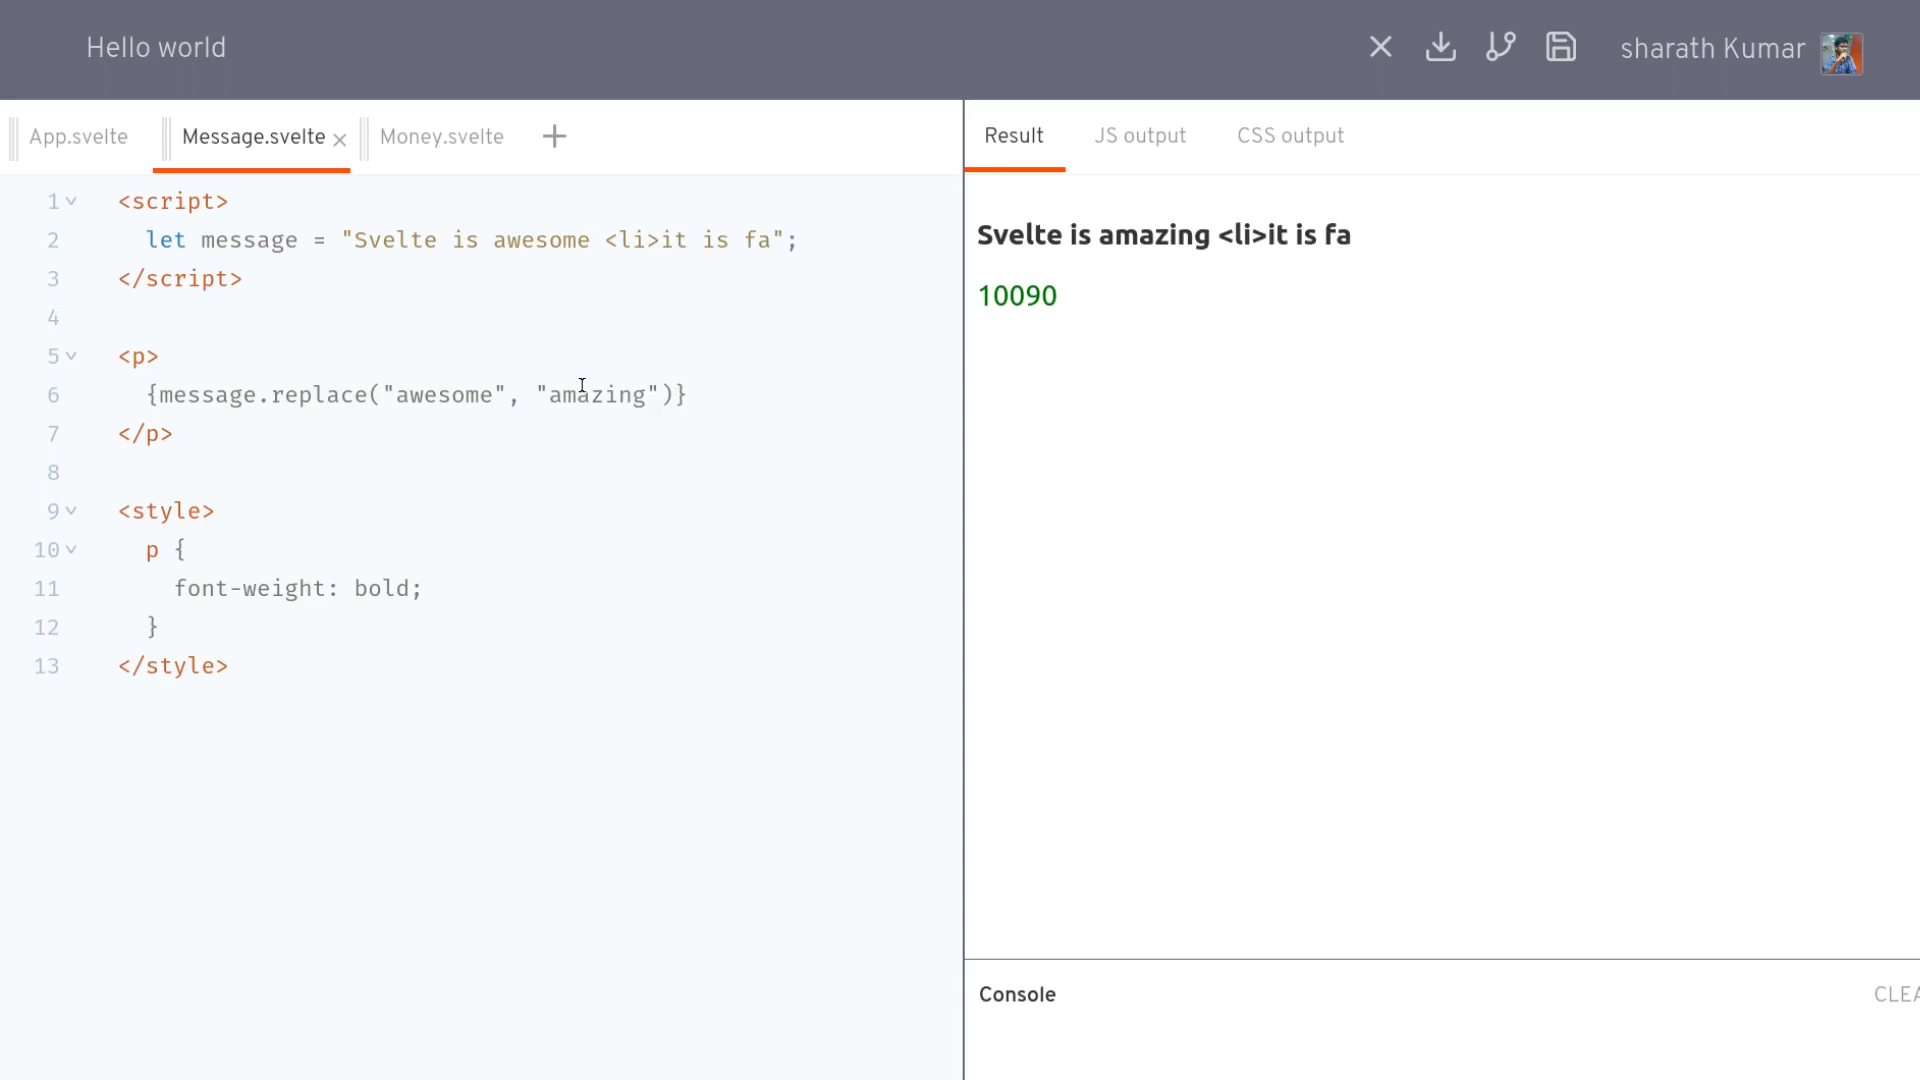 Hello world
sharath Kumar
App.svelte
Message.svelte
Money.svelte
Result
JS output
CSS output
1 <script>
2 let message = "Svelte is awesome <li>it is fa";
3 </script>
4
5 <p>
6 {message.replace("awesome", "amazing")}
7 </p>
8
9 <style>
10 p {
11 font-weight: bold;
12 }
13 </style>
Svelte is amazing <li>it is fa
10090
Console
CLEA